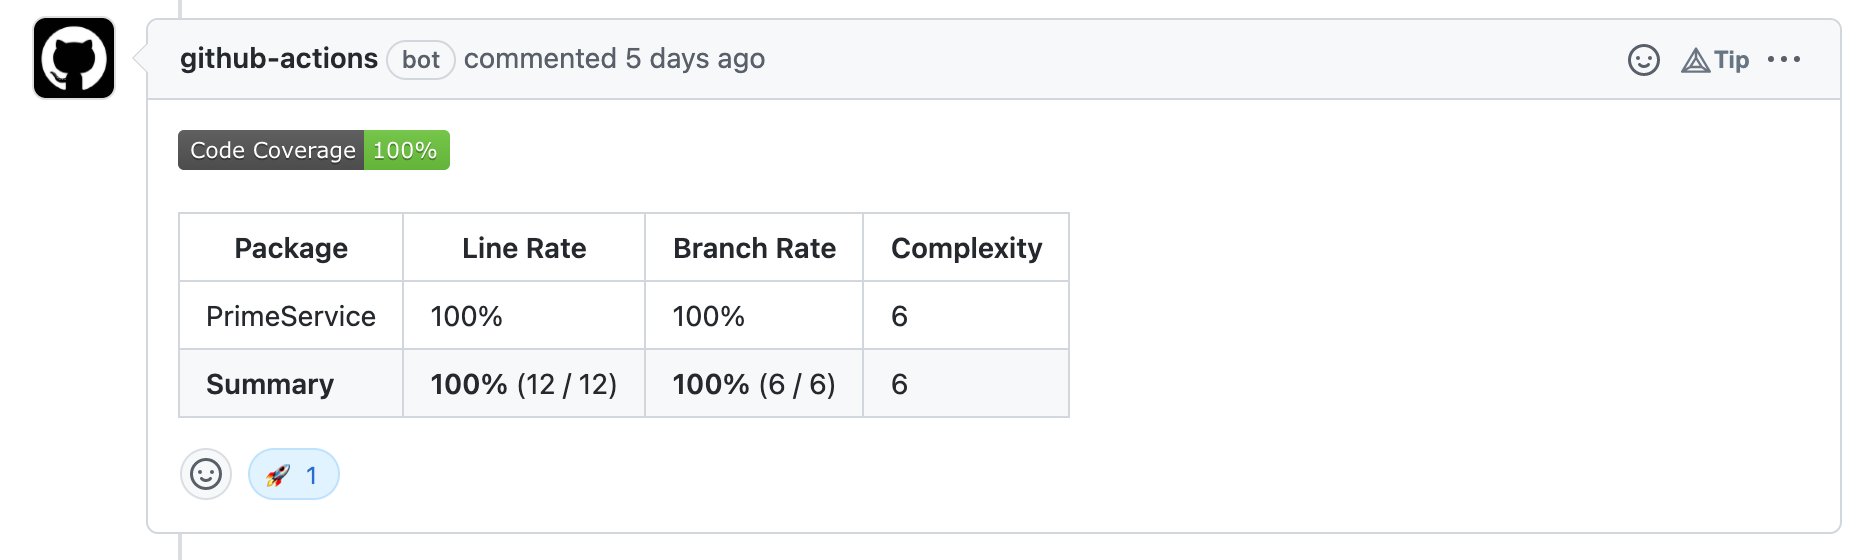 github-actions bot commented 5 days ago Tip
Code Coverage 100%
Package Line Rate Branch Rate Complexity
PrimeService 100% 100% 6
Summary 100% (12 / 12) 100% (6 / 6) 6
1